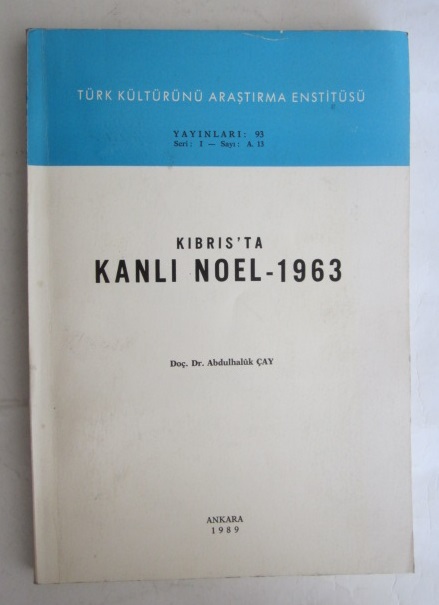 TÜRK KÜLTÜRÜNÜ ARAŞTIRMA ENSTİTÜSÜ
YAYINLARI: 93
Seri: I — Sayı: A. 13
KIBRIS'TA
KANLI NOEL-1963
Doç. Dr. Abdulhalûk ÇAY
ANKARA
1989